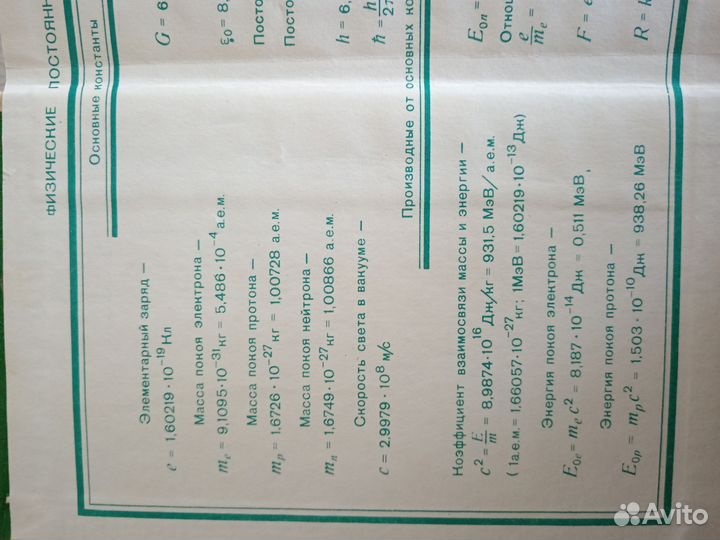 ФИЗИЧЕСКИЕ
Основные константы
Элементарный заряд —
e = 1,60219·10⁻¹⁹ Кл
Масса покоя электрона —
mₑ = 9,1095·10⁻³¹ кг = 5,486·10⁻⁴ а.е.м.
Масса покоя протона —
mₚ = 1,6726·10⁻²⁷ кг = 1,00728 а.е.м.
Масса покоя нейтрона —
mₙ = 1,6749·10⁻²⁷ кг = 1,00866 а.е.м.
Скорость света в вакууме —
c = 2,9979·10⁸ м/с
G = 6
ε₀ = 8,
h = 6,
Производные от основных
Коэффициент взаимосвязи массы и энергии —
c² = E/m = 8,9874·10¹⁶ Дж/кг = 931,5 МэВ/а.е.м.
(1а.е.м. = 1,66057·10⁻²⁷ кг; 1МэВ = 1,60219·10⁻¹³ Дж)
Энергия покоя электрона —
E₀ₑ = mₑc² = 8,187·10⁻¹⁴ Дж = 0,511 МэВ,
Энергия покоя протона —
E₀ₚ = mₚc² = 1,503·10⁻¹⁰ Дж = 938,26 МэВ
E₀ₙ =
e/mₑ =
F = e
R = k
Avito